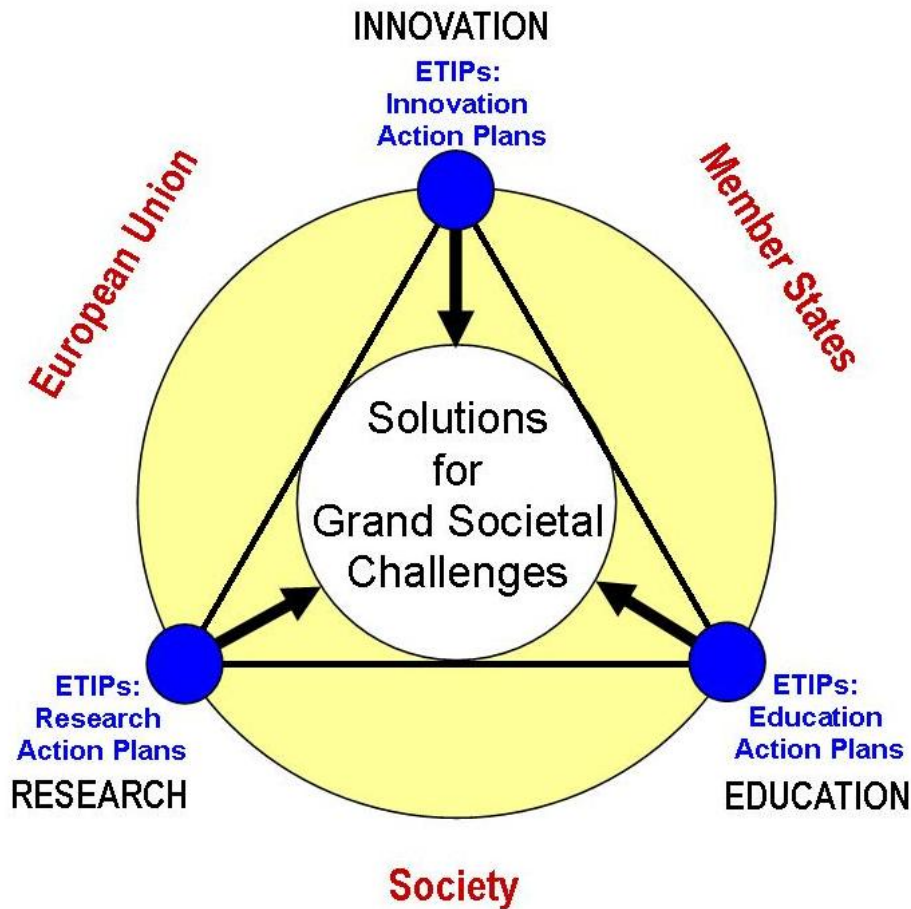 INNOVATION
ETIPs:
Innovation
Action Plans
European Union
Member States
Solutions
for
Grand Societal
Challenges
ETIPs:
Research
Action Plans
RESEARCH
ETIPs:
Education
Action Plans
EDUCATION
Society